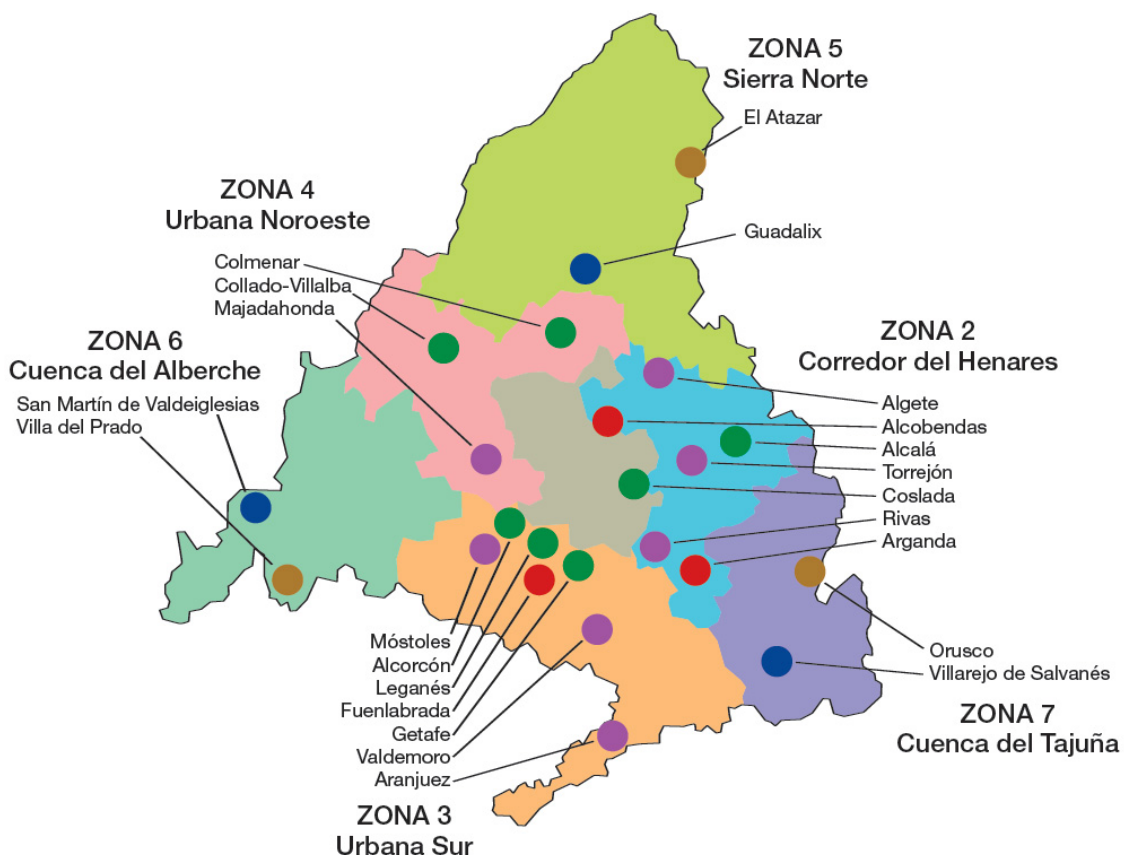 ZONA 5
Sierra Norte
El Atazar
ZONA 4
Urbana Noroeste
Guadalix
Colmenar
Collado-Villalba
Majadahonda
ZONA 6
Cuenca del Alberche
San Martín de Valdeiglesias
Villa del Prado
ZONA 2
Corredor del Henares
Algete
Alcobendas
Alcalá
Torrejón
Coslada
Rivas
Arganda
Móstoles
Alcorcón
Leganés
Fuenlabrada
Getafe
Valdemoro
Aranjuez
ZONA 3
Urbana Sur
Orusco
Villarejo de Salvanés
ZONA 7
Cuenca del Tajuña